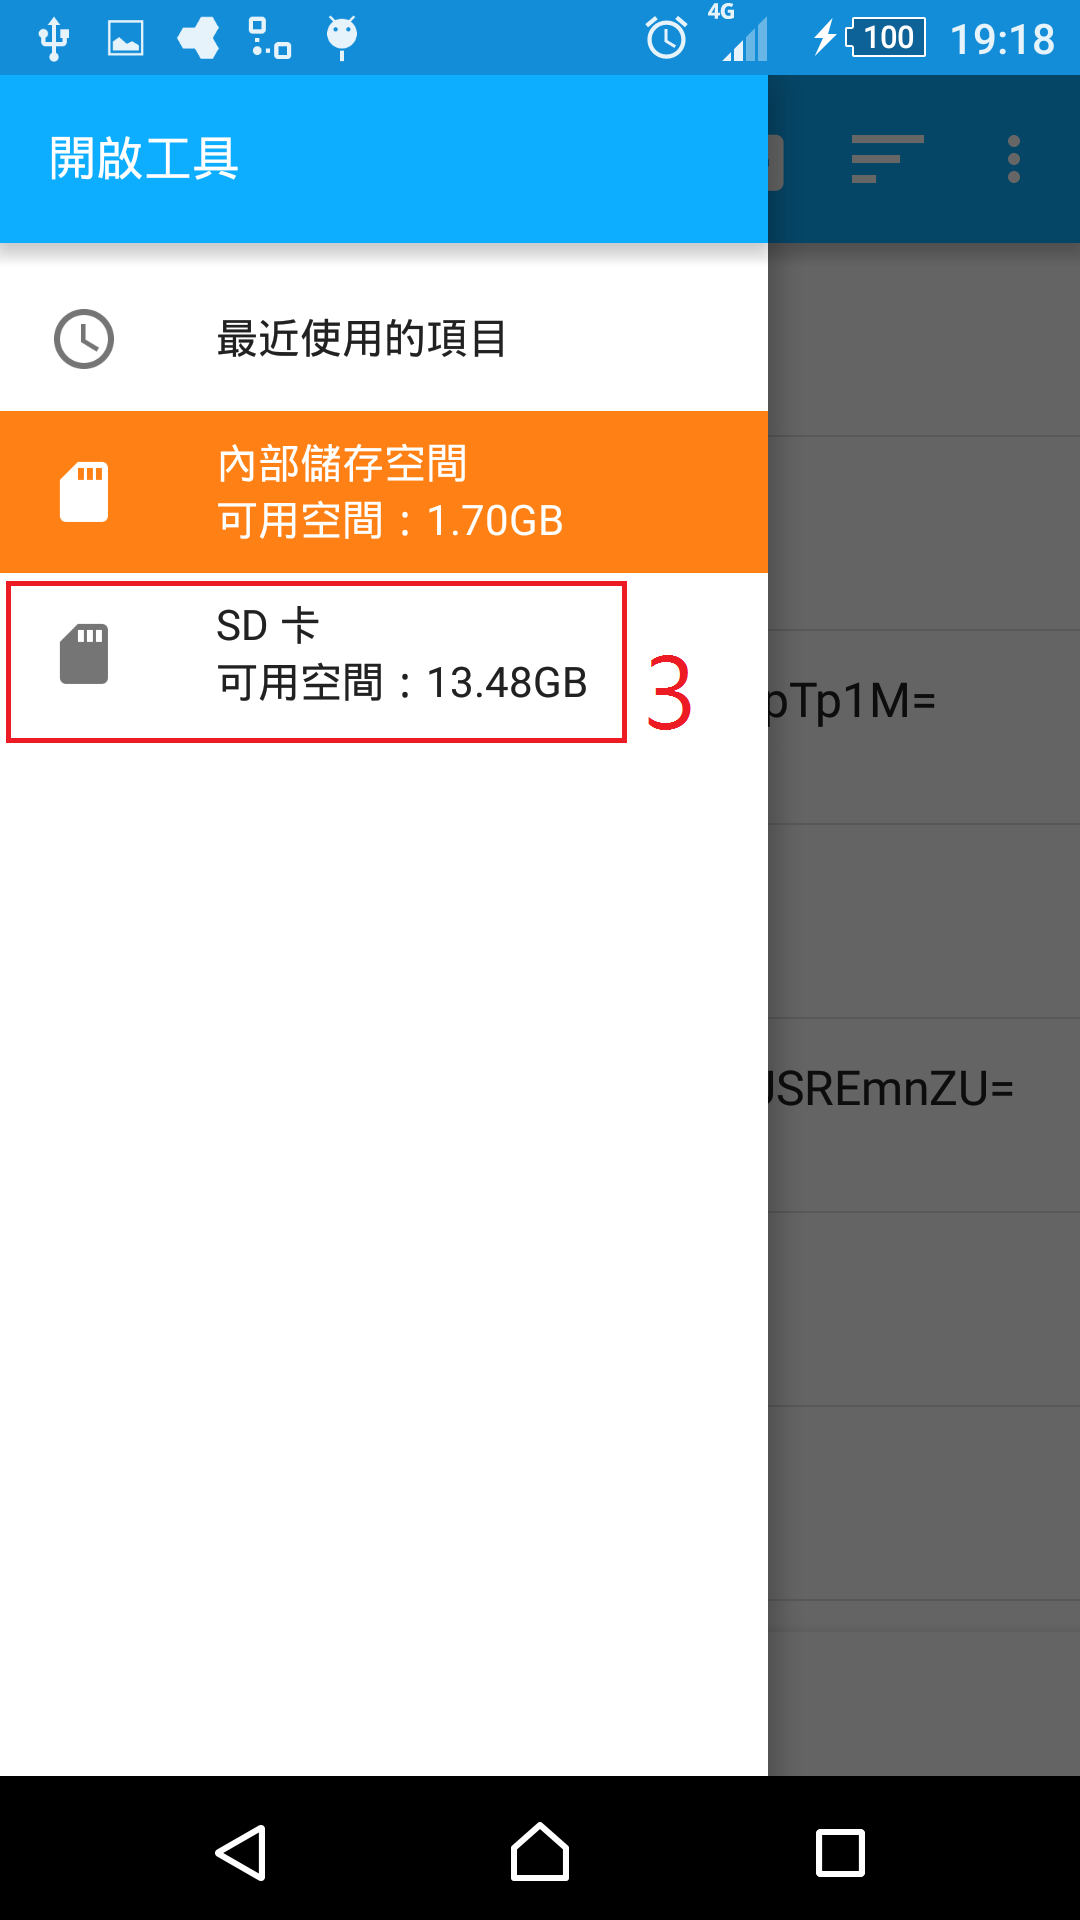 4G
100
19:18
開啟工具
最近使用的項目
內部儲存空間
可用空間：1.70GB
SD 卡
可用空間：13.48GB
3
pTp1M=
JSREmnZU=